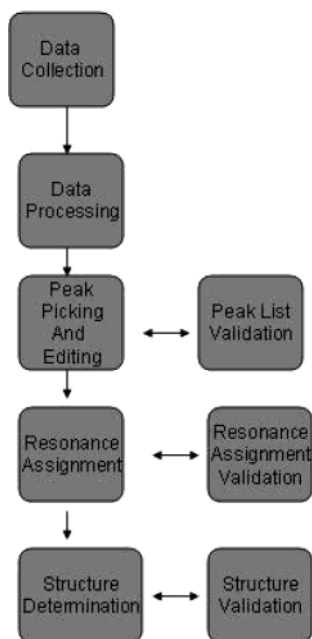 Data
Collection
Data
Processing
Peak
Picking
And
Editing
Peak List
Validation
Resonance
Assignment
Resonance
Assignment
Validation
Structure
Determination
Structure
Validation